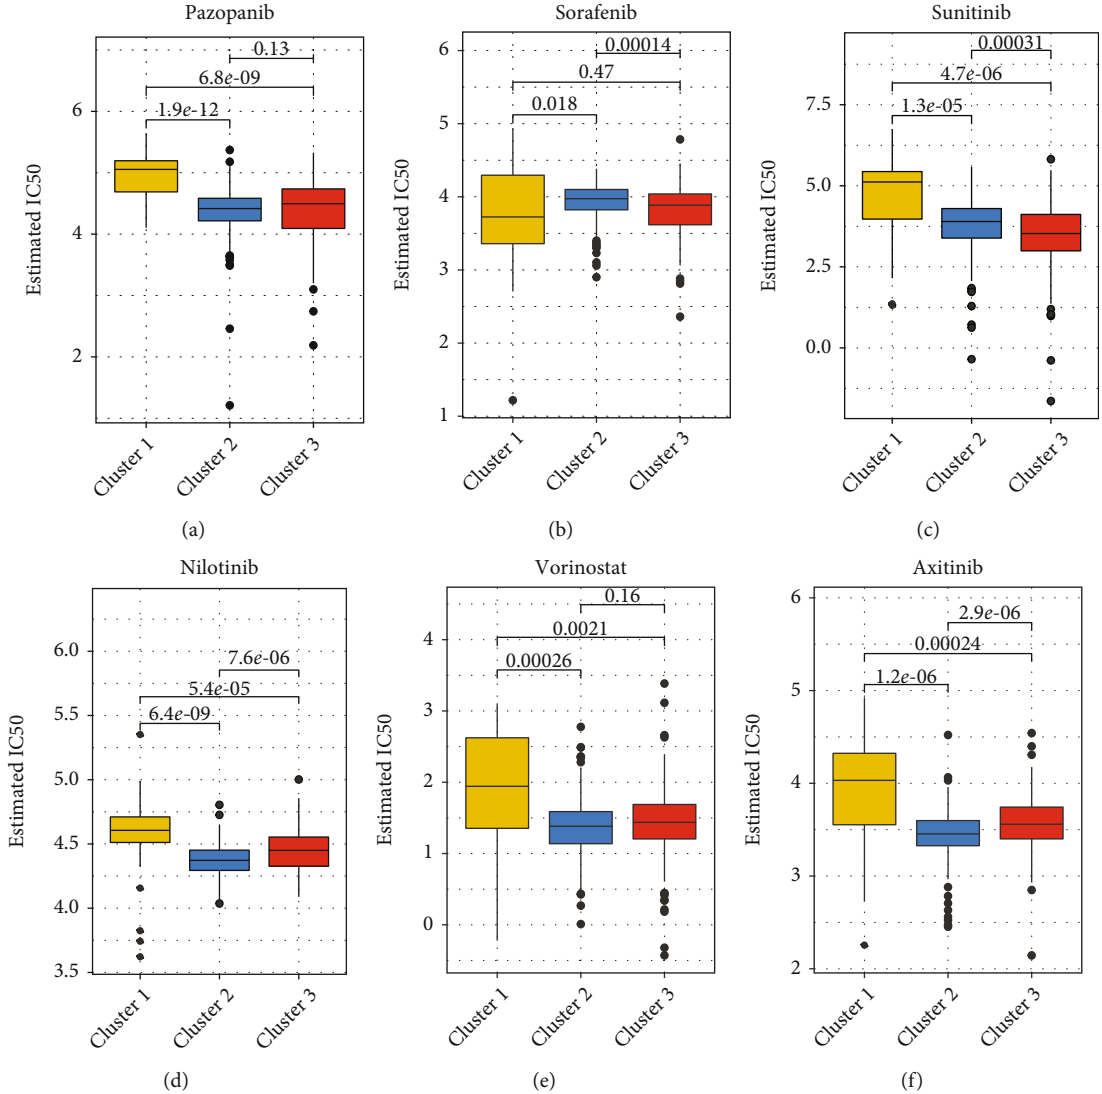 Pazopanib
0.13
6.8e-09
1.9e-12
6
4
2
Estimated IC50
Cluster 1
Cluster 2
Cluster 3
(a)
Sorafenib
0.00014
0.47
0.018
6
5
4
3
2
1
Estimated IC50
Cluster 1
Cluster 2
Cluster 3
(b)
Sunitinib
0.00031
4.7e-06
1.3e-05
7.5
5.0
2.5
0.0
Estimated IC50
Cluster 1
Cluster 2
Cluster 3
(c)
Nilotinib
7.6e-06
5.4e-05
6.4e-09
6.0
5.5
5.0
4.5
4.0
3.5
Estimated IC50
Cluster 1
Cluster 2
Cluster 3
(d)
Vorinostat
0.16
0.0021
0.00026
4
3
2
1
0
Estimated IC50
Cluster 1
Cluster 2
Cluster 3
(e)
Axitinib
2.9e-06
0.00024
1.2e-06
6
5
4
3
2
Estimated IC50
Cluster 1
Cluster 2
Cluster 3
(f)